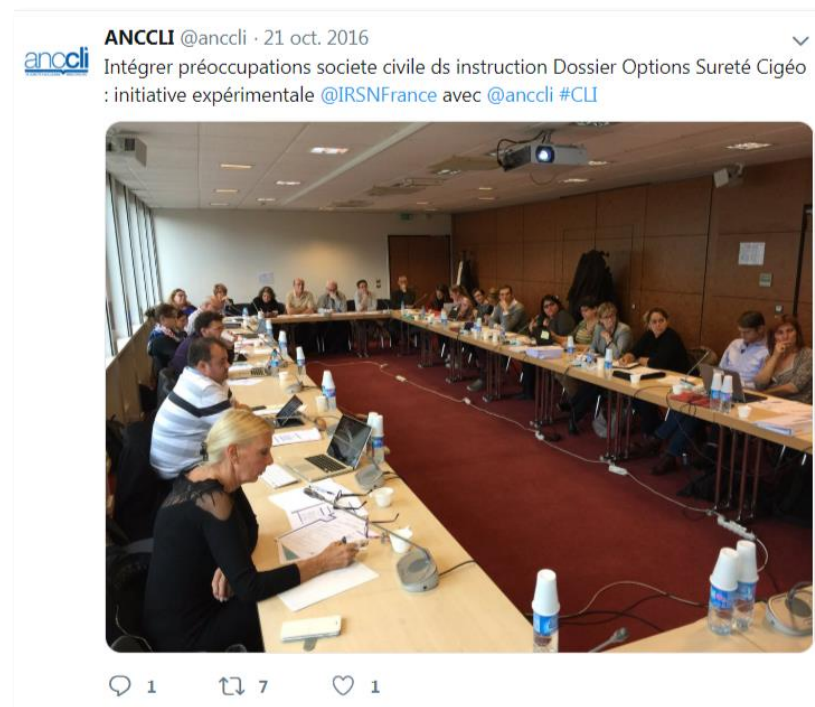 anccli
ANCCLI @anccli · 21 oct. 2016
Intégrer préoccupations societe civile ds instruction Dossier Options Sureté Cigéo
: initiative expérimentale @IRSNFrance avec @anccli #CLI
1 7 1